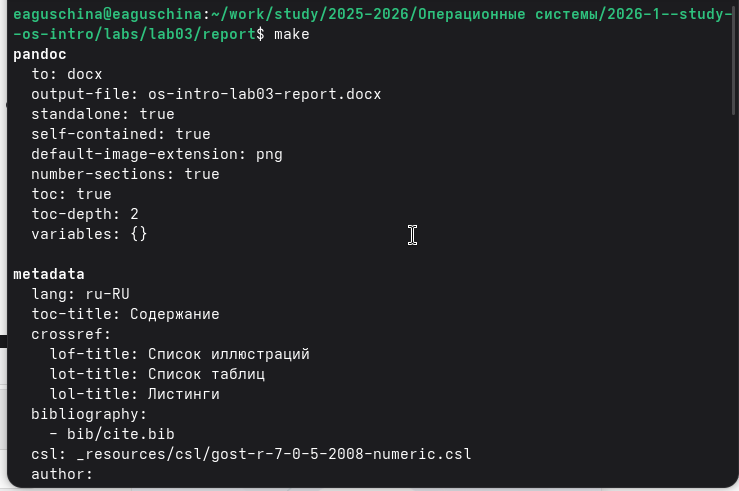 eaguschina@eaguschina:~/work/study/2025-2026/Операционные системы/2026-1--study-
-os-intro/labs/lab03/report$ make
pandoc
  to: docx
  output-file: os-intro-lab03-report.docx
  standalone: true
  self-contained: true
  default-image-extension: png
  number-sections: true
  toc: true
  toc-depth: 2
  variables: {}

metadata
  lang: ru-RU
  toc-title: Содержание
  crossref:
    lof-title: Список иллюстраций
    lot-title: Список таблиц
    lol-title: Листинги
  bibliography:
    - bib/cite.bib
  csl: _resources/csl/gost-r-7-0-5-2008-numeric.csl
  author: